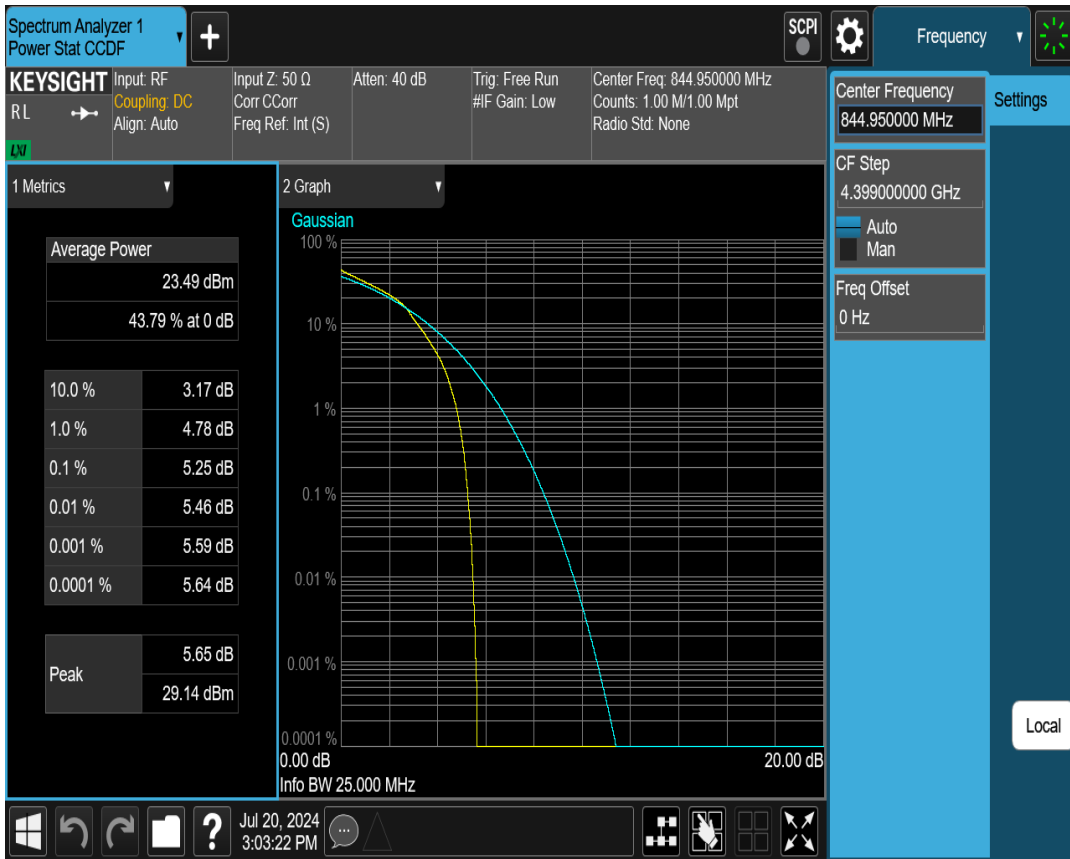 Spectrum Analyzer 1
Power Stat CCDF
+
SCPI
Frequency
KEYSIGHT
RL
LXI
Input: RF
Coupling: DC
Align: Auto
Input Z: 50 Ω
Corr CCorr
Freq Ref: Int (S)
Atten: 40 dB
Trig: Free Run
#IF Gain: Low
Center Freq: 844.950000 MHz
Counts: 1.00 M/1.00 Mpt
Radio Std: None
Center Frequency
844.950000 MHz
Settings
CF Step
4.399000000 GHz
Auto
Man
Freq Offset
0 Hz
1 Metrics
Average Power
23.49 dBm
43.79 % at 0 dB
10.0 % 3.17 dB
1.0 % 4.78 dB
0.1 % 5.25 dB
0.01 % 5.46 dB
0.001 % 5.59 dB
0.0001 % 5.64 dB
Peak
5.65 dB
29.14 dBm
2 Graph
Gaussian
100 %
10 %
1 %
0.1 %
0.01 %
0.001 %
0.0001 %
0.00 dB 20.00 dB
Info BW 25.000 MHz
Local
?
Jul 20, 2024
3:03:22 PM